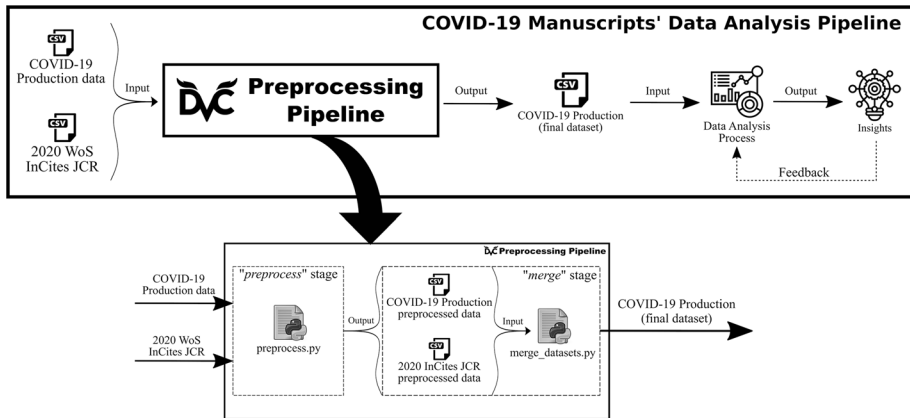 COVID-19 Manuscripts' Data Analysis Pipeline
CSV
COVID-19
Production data
CSV
2020 WoS
InCites JCR
Input
DVC
Preprocessing
Pipeline
Output
CSV
COVID-19 Production
(final dataset)
Input
Data Analysis
Process
Output
Insights
Feedback
DVC Preprocessing Pipeline
COVID-19
Production data
2020 WoS
InCites JCR
"preprocess" stage
preprocess.py
Output
CSV
COVID-19 Production
preprocessed data
CSV
2020 InCites JCR
preprocessed data
Input
"merge" stage
merge_datasets.py
COVID-19 Production
(final dataset)